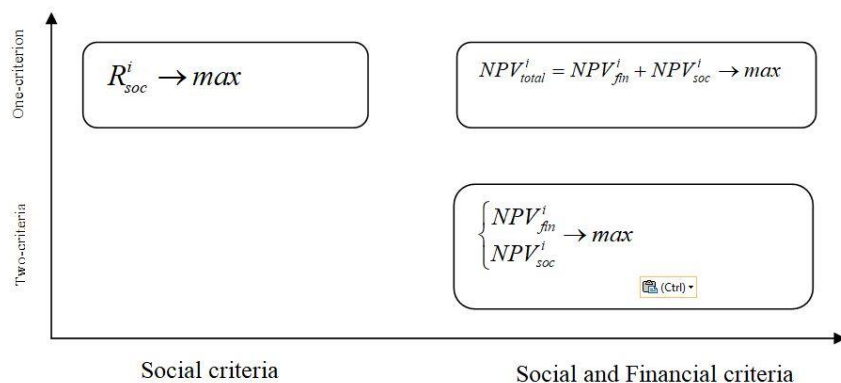 One-criterion
R^i_soc → max
NPV^i_total = NPV^i_fin + NPV^i_soc → max
Two-criteria
{ NPV^i_fin
NPV^i_soc → max
(Ctrl)
Social criteria
Social and Financial criteria